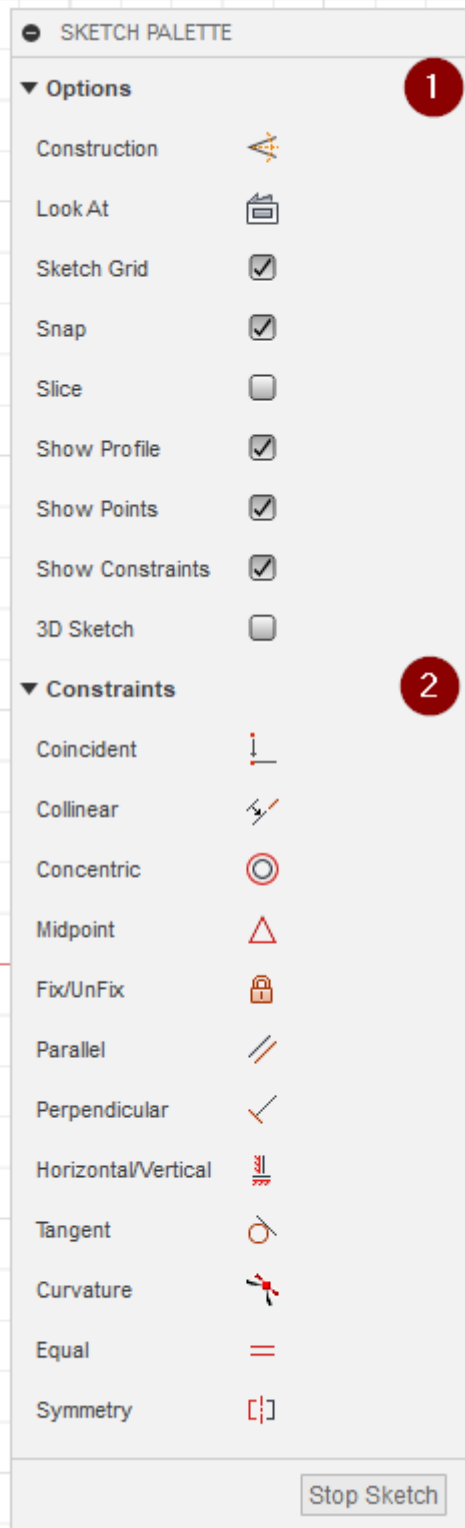 SKETCH PALETTE
Options 1
Construction
Look At
Sketch Grid
Snap
Slice
Show Profile
Show Points
Show Constraints
3D Sketch
Constraints 2
Coincident
Collinear
Concentric
Midpoint
Fix/UnFix
Parallel
Perpendicular
Horizontal/Vertical
Tangent
Curvature
Equal
Symmetry
Stop Sketch